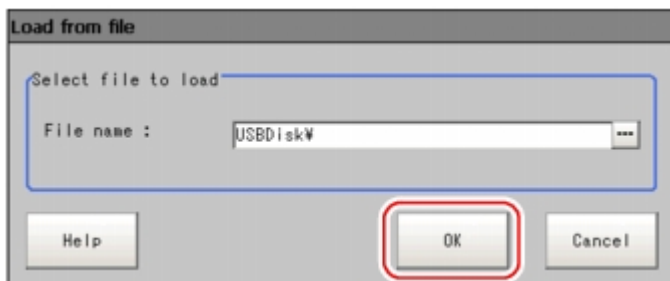 Load from file
Select file to load
File name :
USBDisk¥
...
Help
OK
Cancel